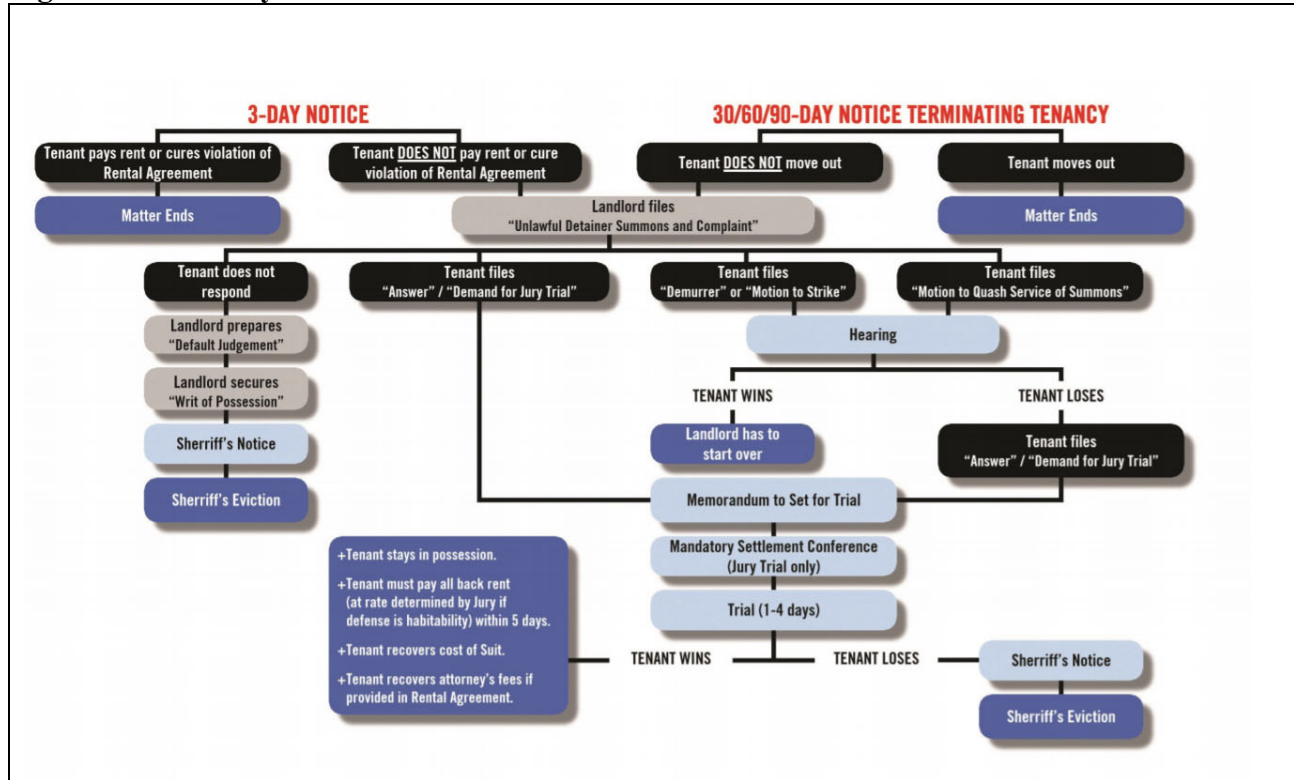 3-DAY NOTICE
30/60/90-DAY NOTICE TERMINATING TENANCY
Tenant pays rent or cures violation of
Rental Agreement
Tenant DOES NOT pay rent or cure
violation of Rental Agreement
Tenant DOES NOT move out
Tenant moves out
Matter Ends
Landlord files
“Unlawful Detainer Summons and Complaint”
Matter Ends
Tenant does not
respond
Tenant files
“Answer” / “Demand for Jury Trial”
Tenant files
“Demurrer” or “Motion to Strike”
Tenant files
“Motion to Quash Service of Summons”
Landlord prepares
“Default Judgement”
Hearing
Landlord secures
“Writ of Possession”
TENANT WINS
TENANT LOSES
Sherriff’s Notice
Landlord has to
start over
Tenant files
“Answer” / “Demand for Jury Trial”
Sherriff’s Eviction
Memorandum to Set for Trial
Mandatory Settlement Conference
(Jury Trial only)
Trial (1-4 days)
+Tenant stays in possession.
+Tenant must pay all back rent
(at rate determined by Jury if
defense is habitability) within 5 days.
+Tenant recovers cost of Suit.
+Tenant recovers attorney’s fees if
provided in Rental Agreement.
TENANT WINS
TENANT LOSES
Sherriff’s Notice
Sherriff’s Eviction